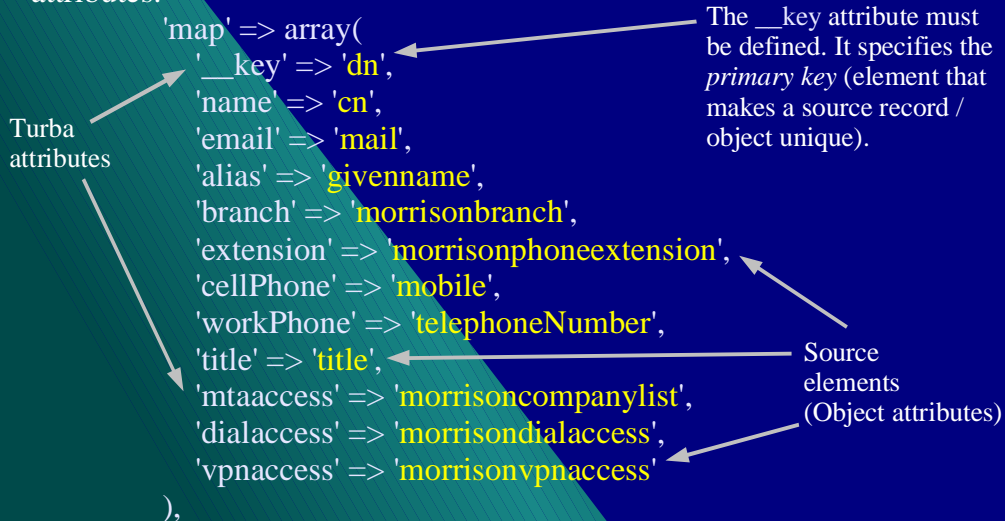 attributes.
'map' => array(
'__key' => 'dn',
'name' => 'cn',
'email' => 'mail',
'alias' => 'givenname',
'branch' => 'morrisonbranch',
'extension' => 'morrisonphoneextension',
'cellPhone' => 'mobile',
'workPhone' => 'telephoneNumber',
'title' => 'title',
'mtaaccess' => 'morrisoncompanylist',
'dialaccess' => 'morrisondialaccess',
'vpnaccess' => 'morrisonvpnaccess'
),
Turba
attributes
The __key attribute must
be defined. It specifies the
primary key (element that
makes a source record /
object unique).
Source
elements
(Object attributes)